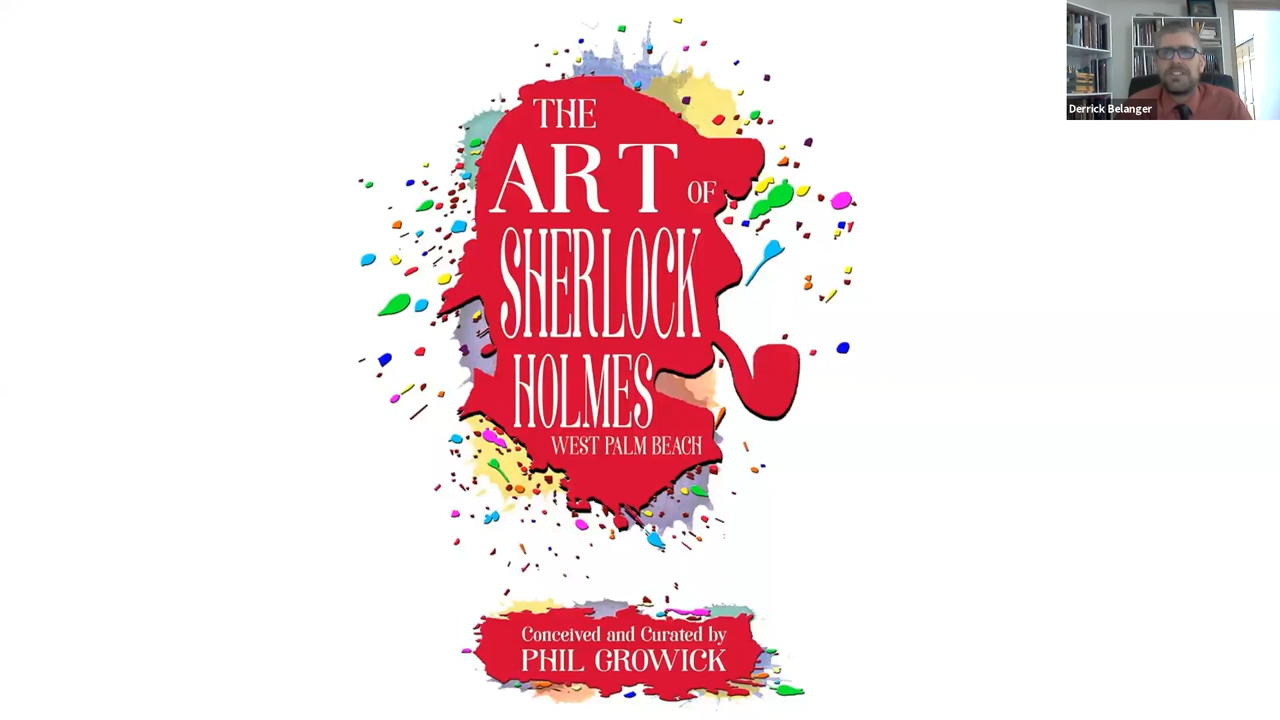 THE
ART OF
SHERLOCK
HOLMES
WEST PALM BEACH
Conceived and Curated by
PHIL GROWICK
Derrick Belanger